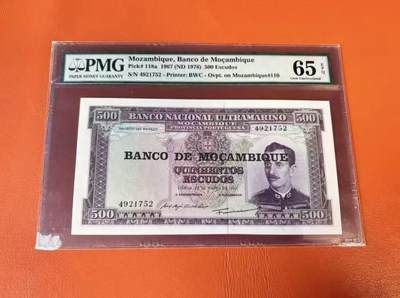 PMG
PAPER MONEY GUARANTY
Mozambique, Banco de Moçambique
Pick# 118a 1967 (ND 1976) 500 Escudos
S/N 4921752 - Printer: BWC - Ovpt. on Mozambique#110
65 EPQ
Gem Uncirculated
500 BANCO NACIONAL ULTRAMARINO 500
MOÇAMBIQUE
PROVÍNCIA PORTUGUESA
4921752
BANCO DE MOÇAMBIQUE
QUINHENTOS
ESCUDOS
4921752
500 500